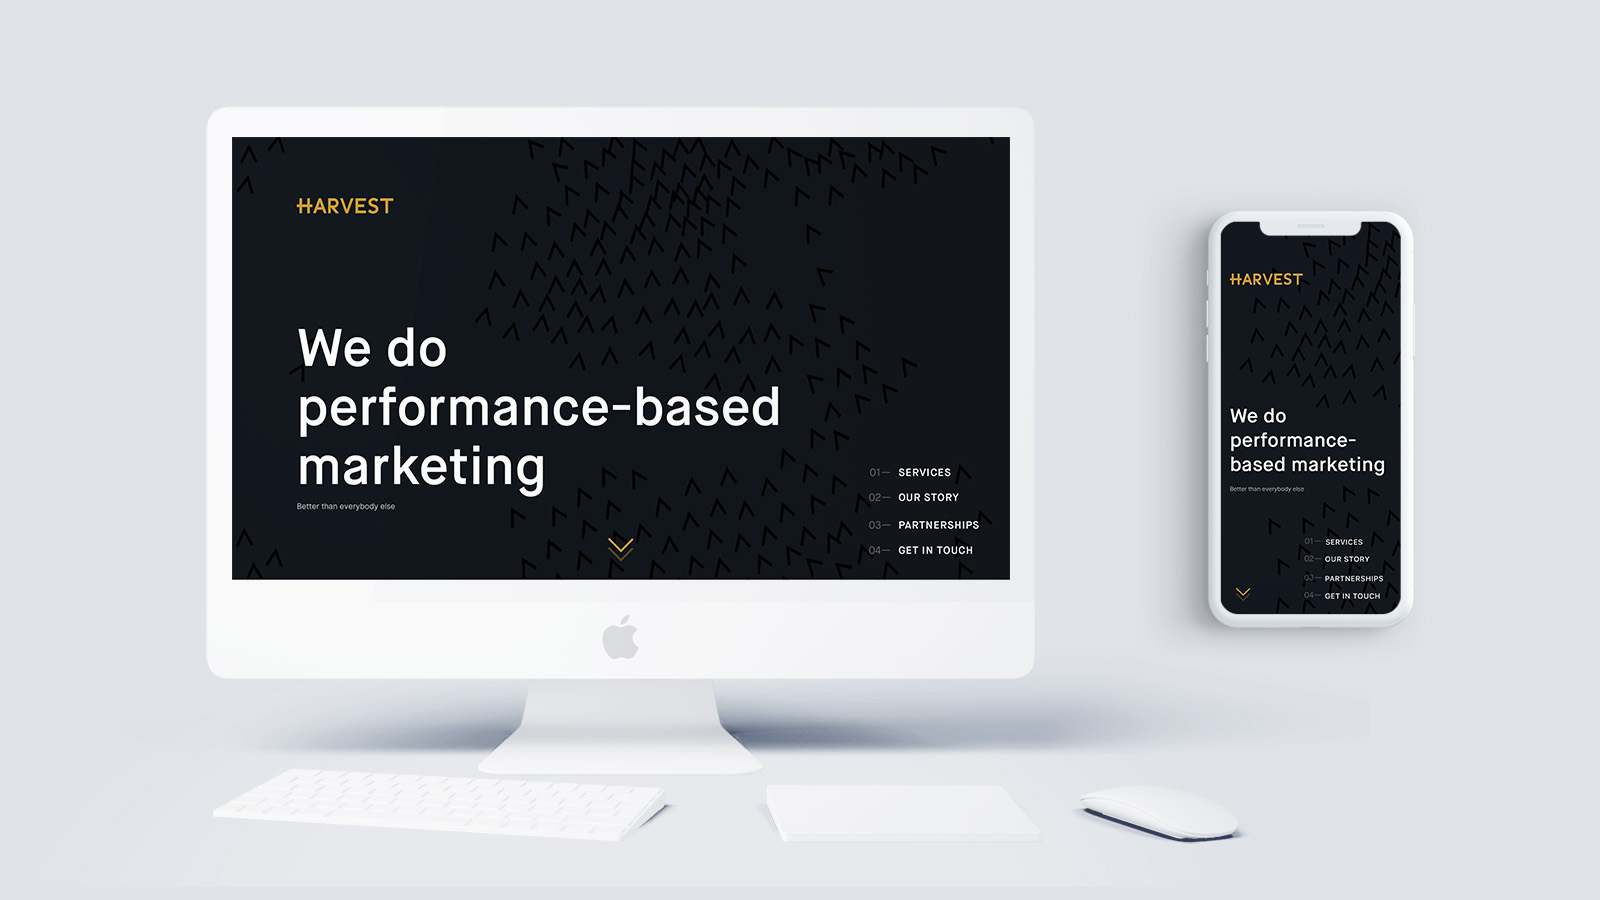 HARVEST
We do
performance-based
marketing
Better than everybody else
01— SERVICES
02— OUR STORY
03— PARTNERSHIPS
04— GET IN TOUCH
HARVEST
We do
performance-
based marketing
Better than everybody else
01— SERVICES
02— OUR STORY
03— PARTNERSHIPS
04— GET IN TOUCH